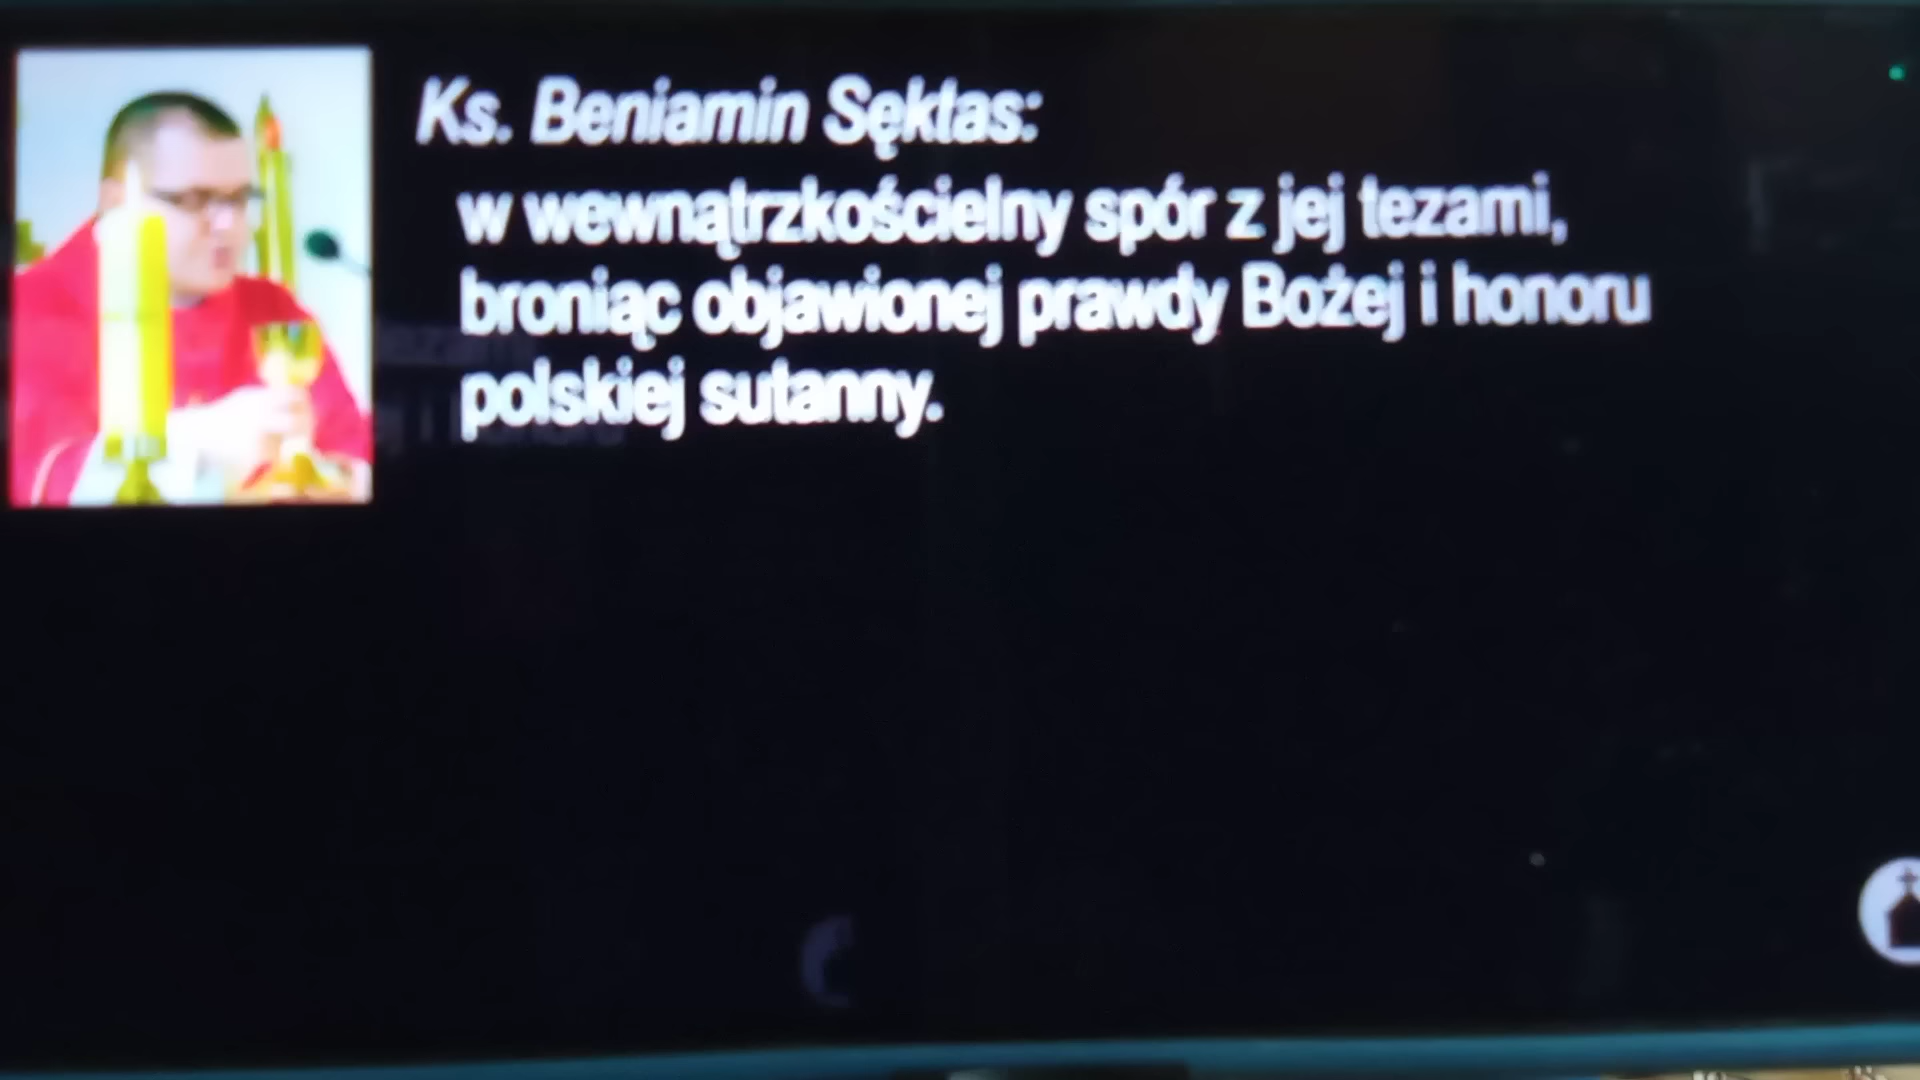 Ks. Beniamin Sęktas:
w wewnątrzkościelny spór z jej tezami,
broniąc objawionej prawdy Bożej i honoru
polskiej sutanny.